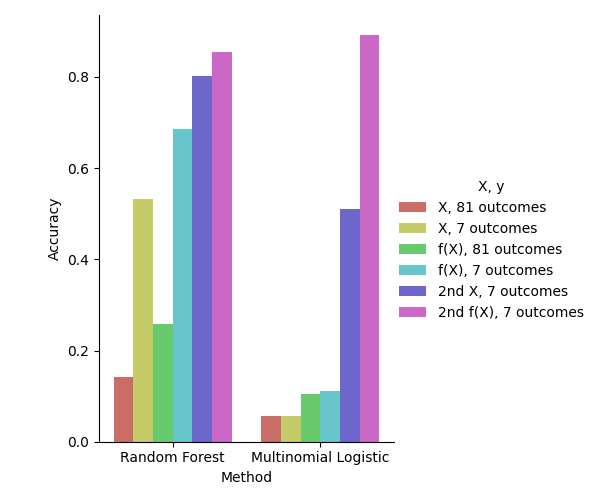 0.8
0.6
0.4
0.2
0.0
Accuracy
Random Forest
Multinomial Logistic
Method
X, y
X, 81 outcomes
X, 7 outcomes
f(X), 81 outcomes
f(X), 7 outcomes
2nd X, 7 outcomes
2nd f(X), 7 outcomes